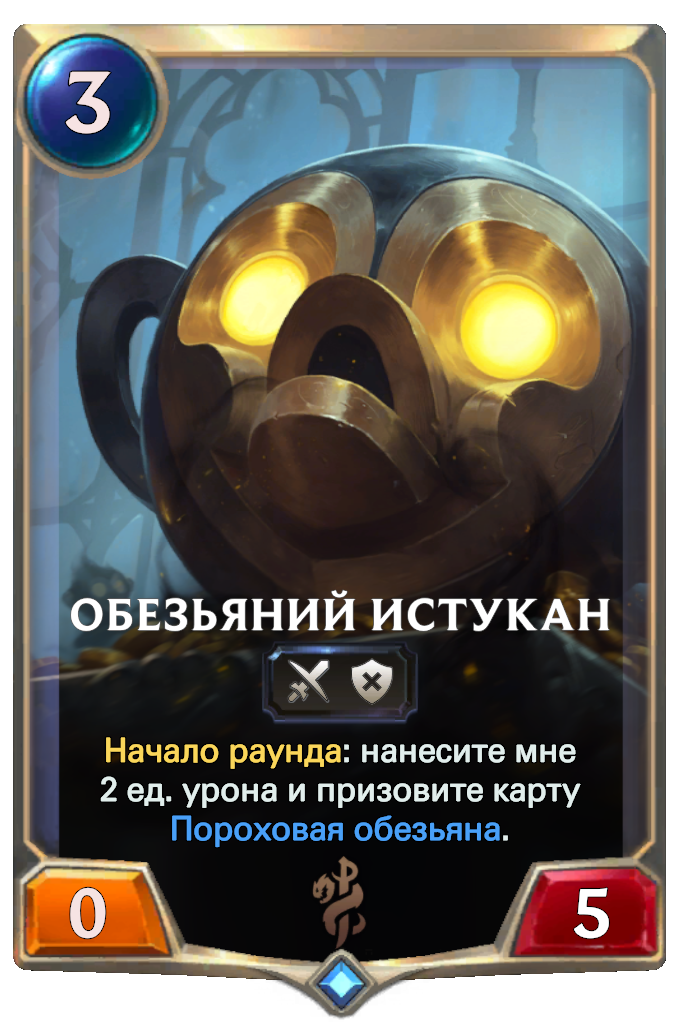 3
ОБЕЗЬЯНИЙ ИСТУКАН
Начало раунда: нанесите мне
2 ед. урона и призовите карту
Пороховая обезьяна.
0
5